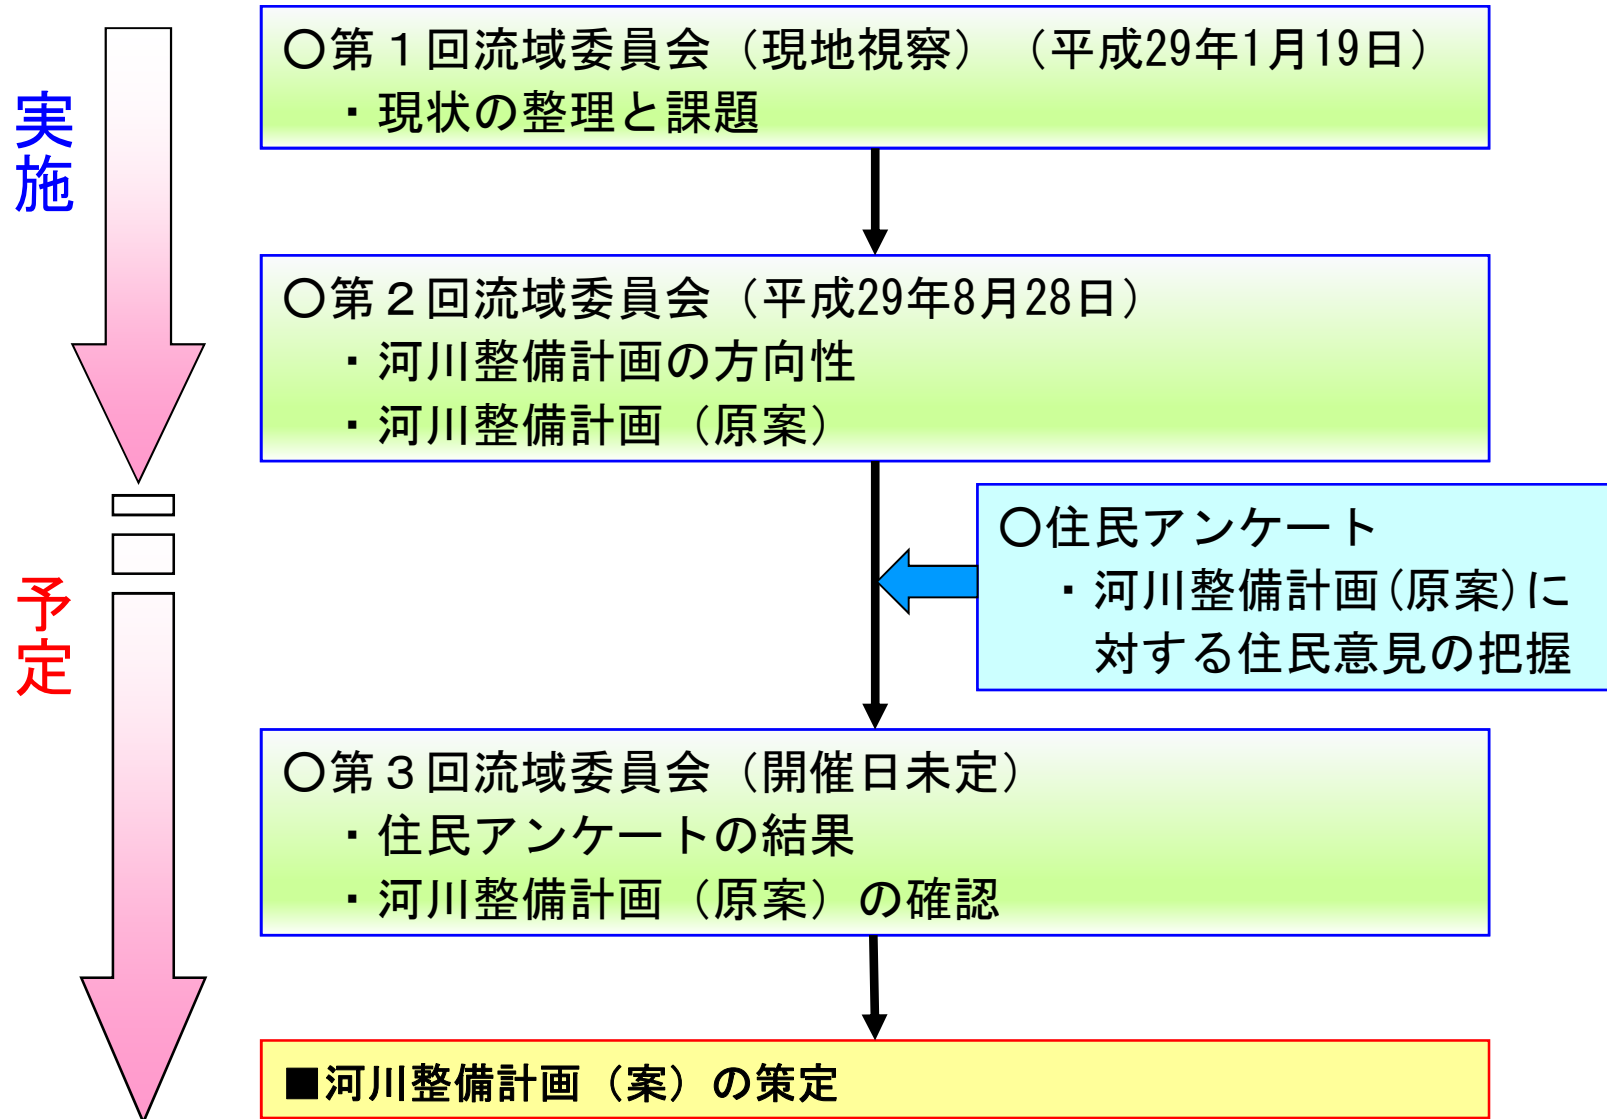 実施
〇第１回流域委員会（現地視察）（平成29年1月19日）
・現状の整理と課題
〇第２回流域委員会（平成29年8月28日）
・河川整備計画の方向性
・河川整備計画（原案）
予定
〇住民アンケート
・河川整備計画(原案)に
対する住民意見の把握
〇第３回流域委員会（開催日未定）
・住民アンケートの結果
・河川整備計画（原案）の確認
■河川整備計画（案）の策定